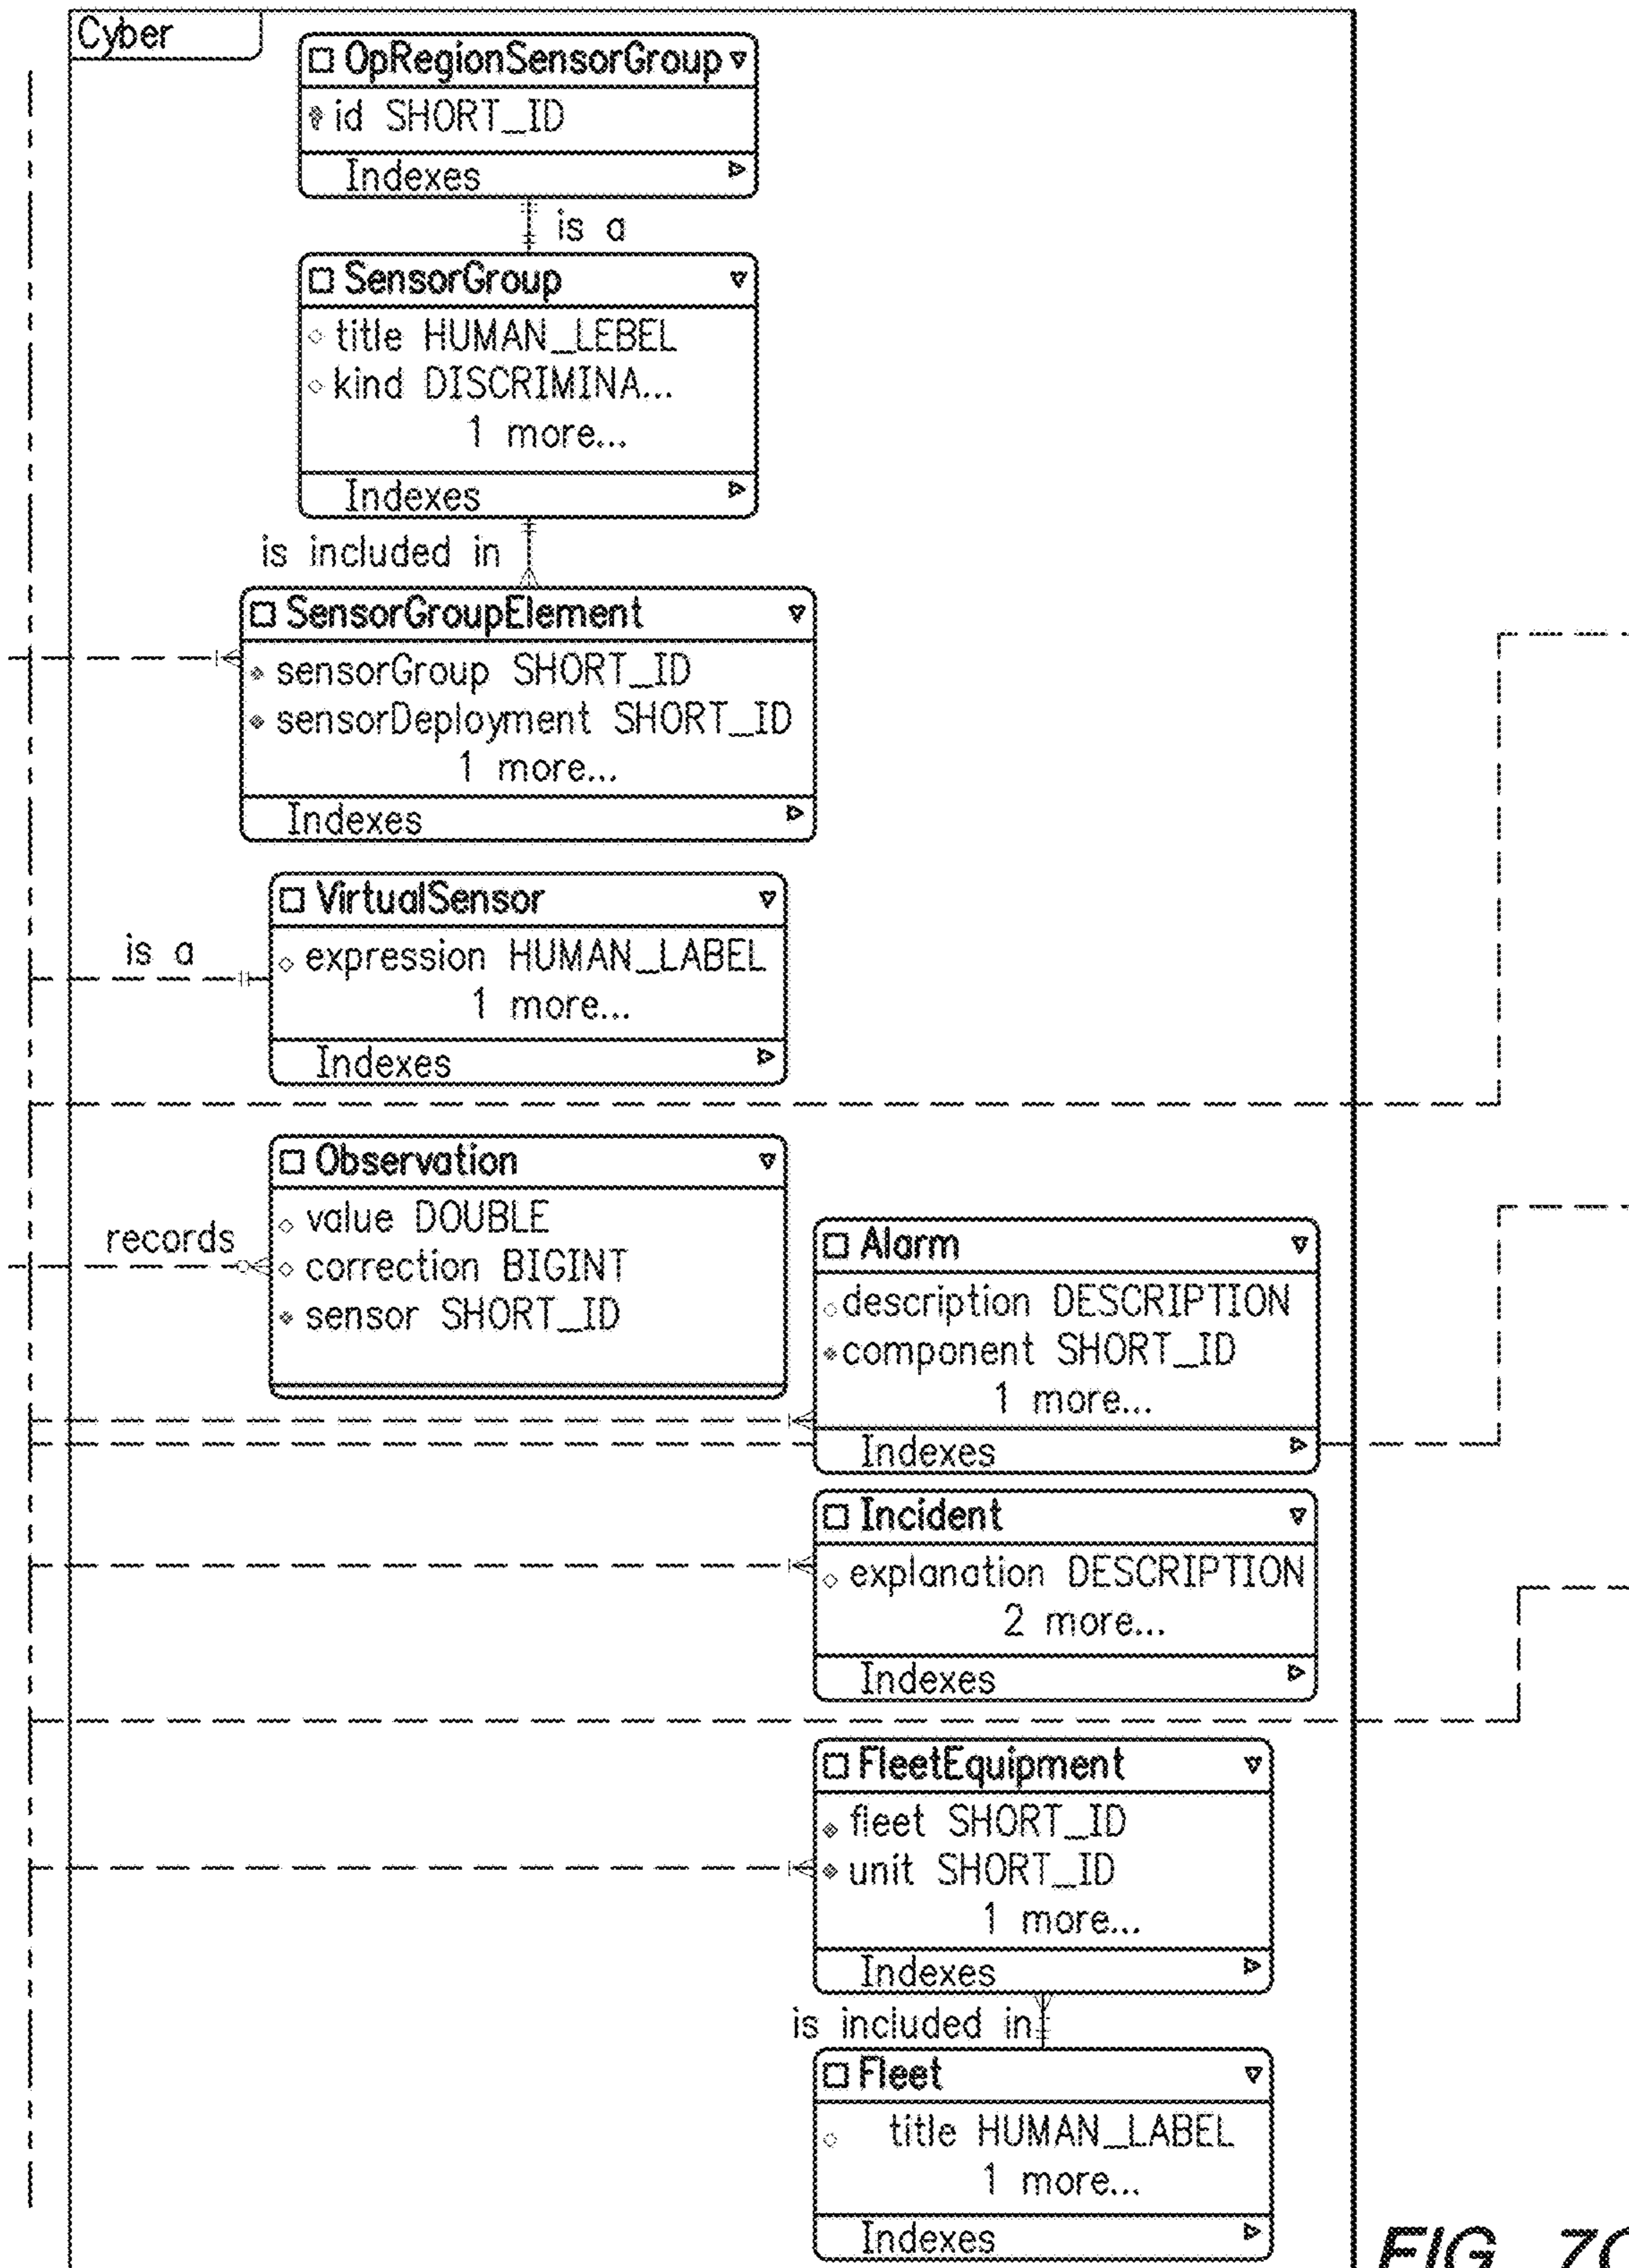 Cyber
OpRegionSensorGroup
id SHORT_ID
Indexes
is a
SensorGroup
title HUMAN_LEBEL
kind DISCRIMINA...
1 more...
Indexes
is included in
SensorGroupElement
sensorGroup SHORT_ID
sensorDeployment SHORT_ID
1 more...
Indexes
VirtualSensor
is a
expression HUMAN_LABEL
1 more...
Indexes
Observation
value DOUBLE
records
correction BIGINT
sensor SHORT_ID
Alarm
description DESCRIPTION
component SHORT_ID
1 more...
Indexes
Incident
explanation DESCRIPTION
2 more...
Indexes
FleetEquipment
fleet SHORT_ID
unit SHORT_ID
1 more...
Indexes
is included in
Fleet
title HUMAN_LABEL
1 more...
Indexes
FIG.